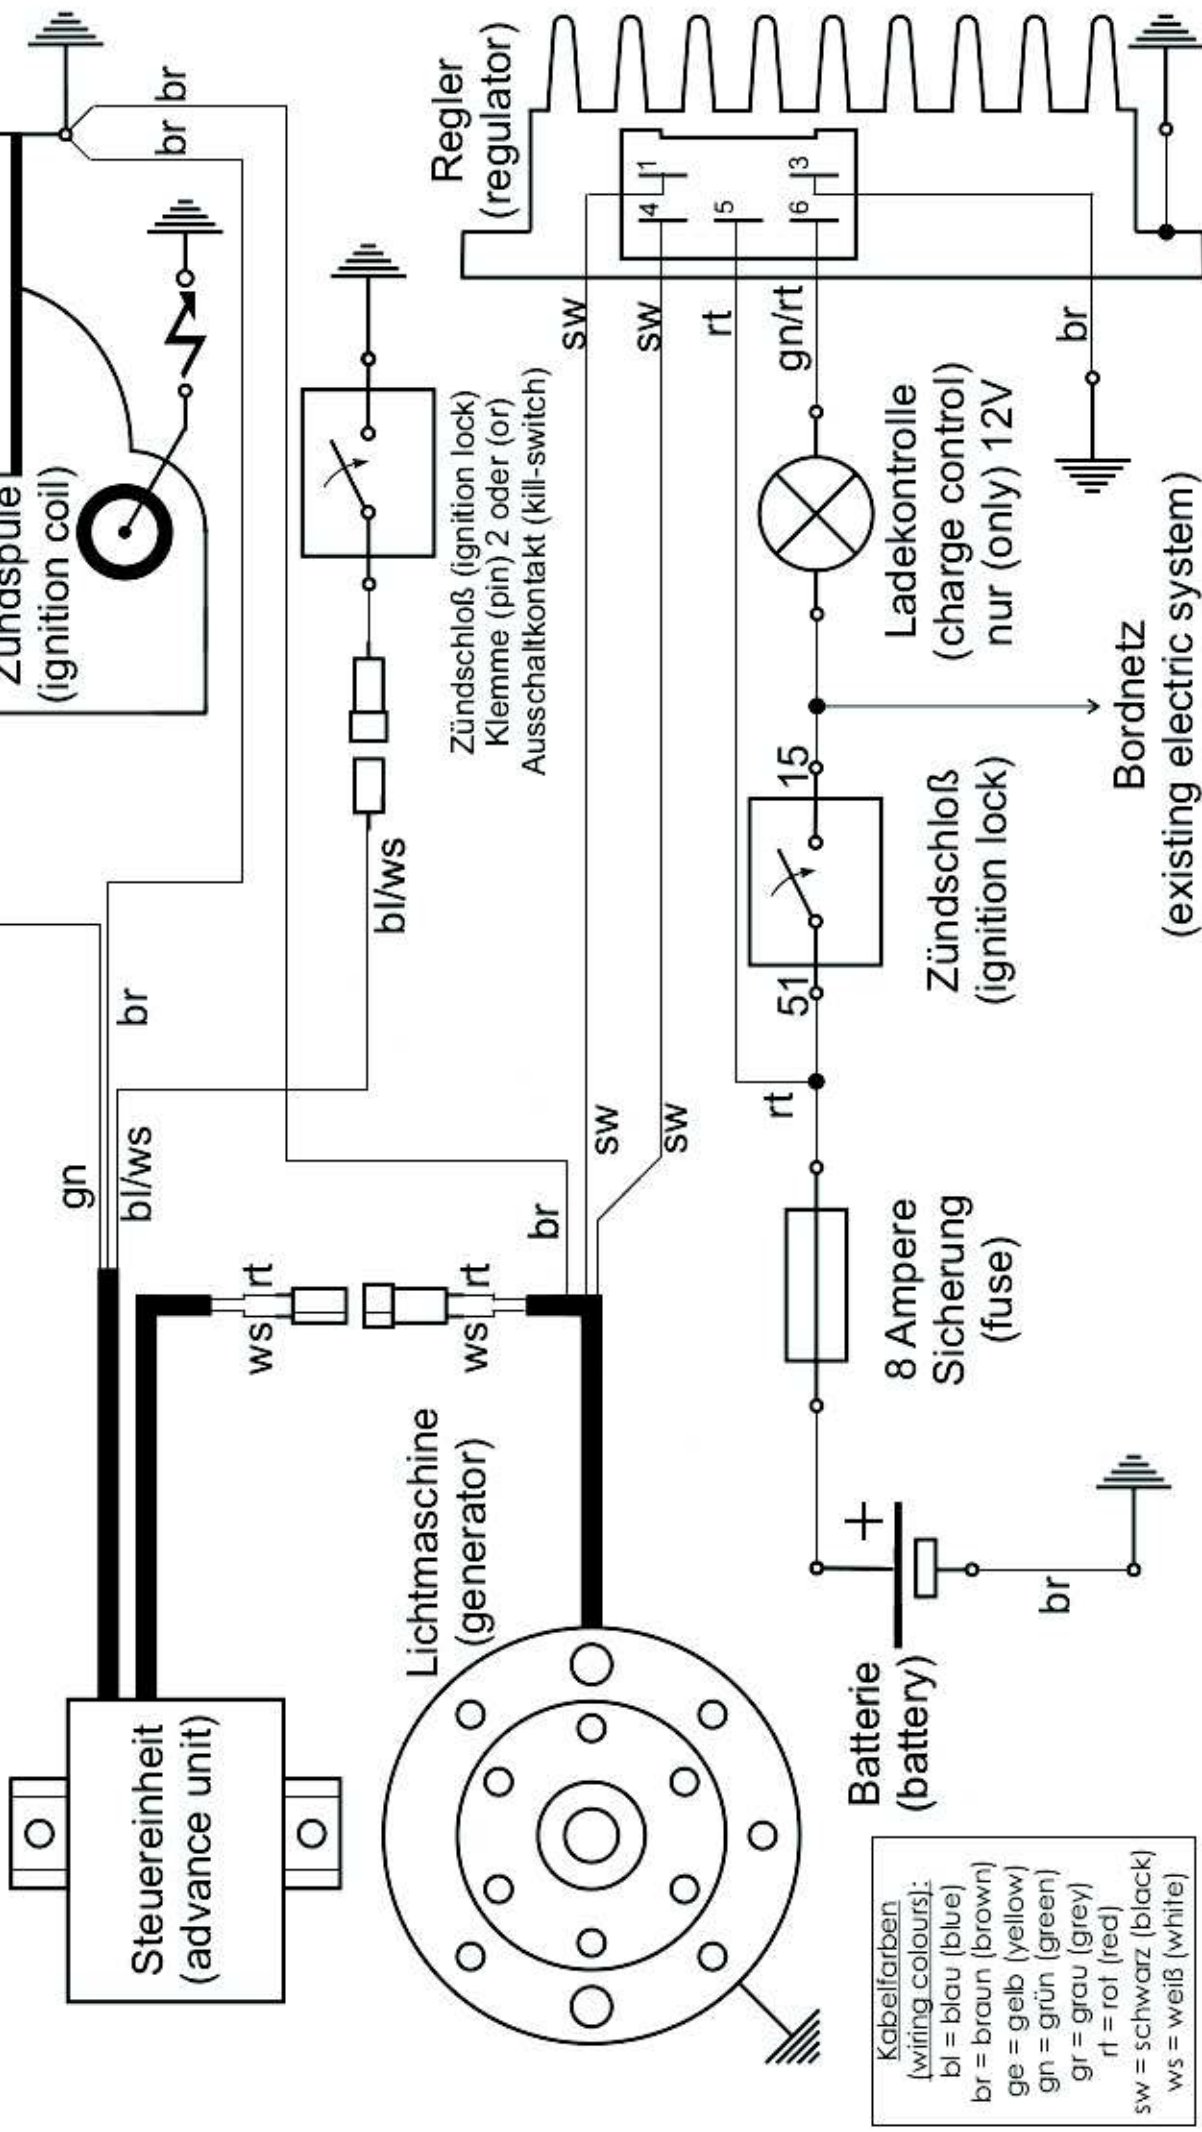 Steuereinheit
(advance unit)
gn
bl/ws
br
Zündspule
(ignition coil)
br
br
ws
rt
bl/ws
Zündschloß (ignition lock)
Klemme (pin) 2 oder (or)
Ausschaltkontakt (kill-switch)
Lichtmaschine
(generator)
ws
rt
br
sw
sw
sw
sw
rt
gn/rt
br
Regler
(regulator)
1
4
5
3
6
Batterie
(battery)
+
br
8 Ampere
Sicherung
(fuse)
rt
51
15
Zündschloß
(ignition lock)
Ladekontrolle
(charge control)
nur (only) 12V
Bordnetz
(existing electric system)
Kabelfarben
(wiring colours):
bl = blau (blue)
br = braun (brown)
ge = gelb (yellow)
gn = grün (green)
gr = grau (grey)
rt = rot (red)
sw = schwarz (black)
ws = weiß (white)